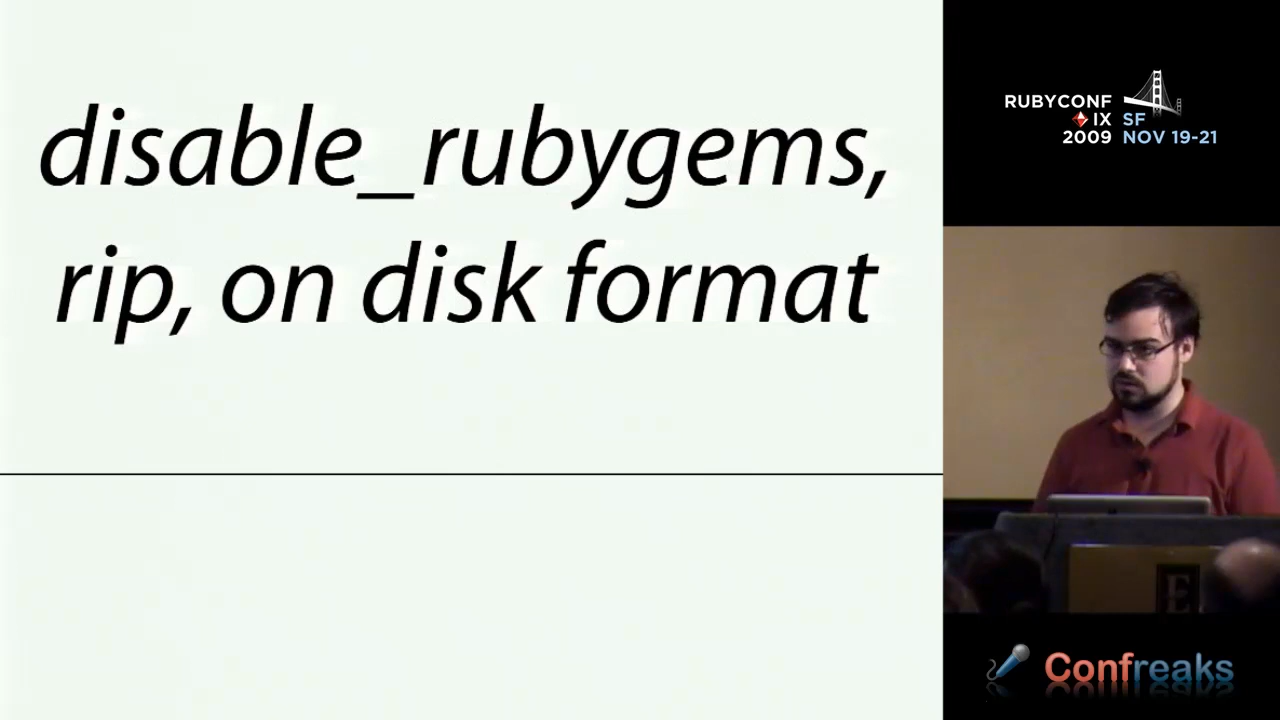 disable_rubygems,
rip, on disk format
RUBYCONF
IX SF
2009 NOV 19-21
E
Confreaks